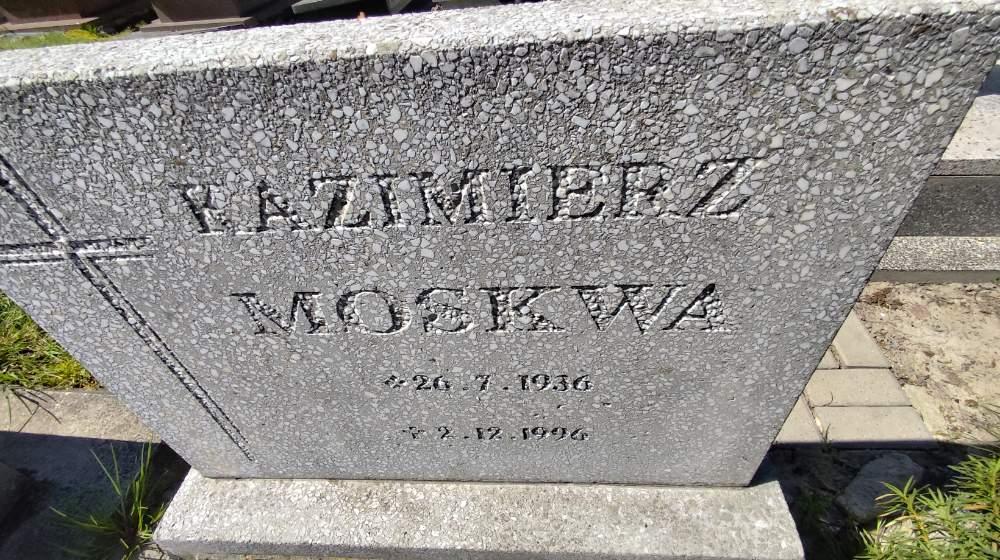 KAZIMIERZ
MOSKWA
* 26.7.1936
+ 2.12.1996